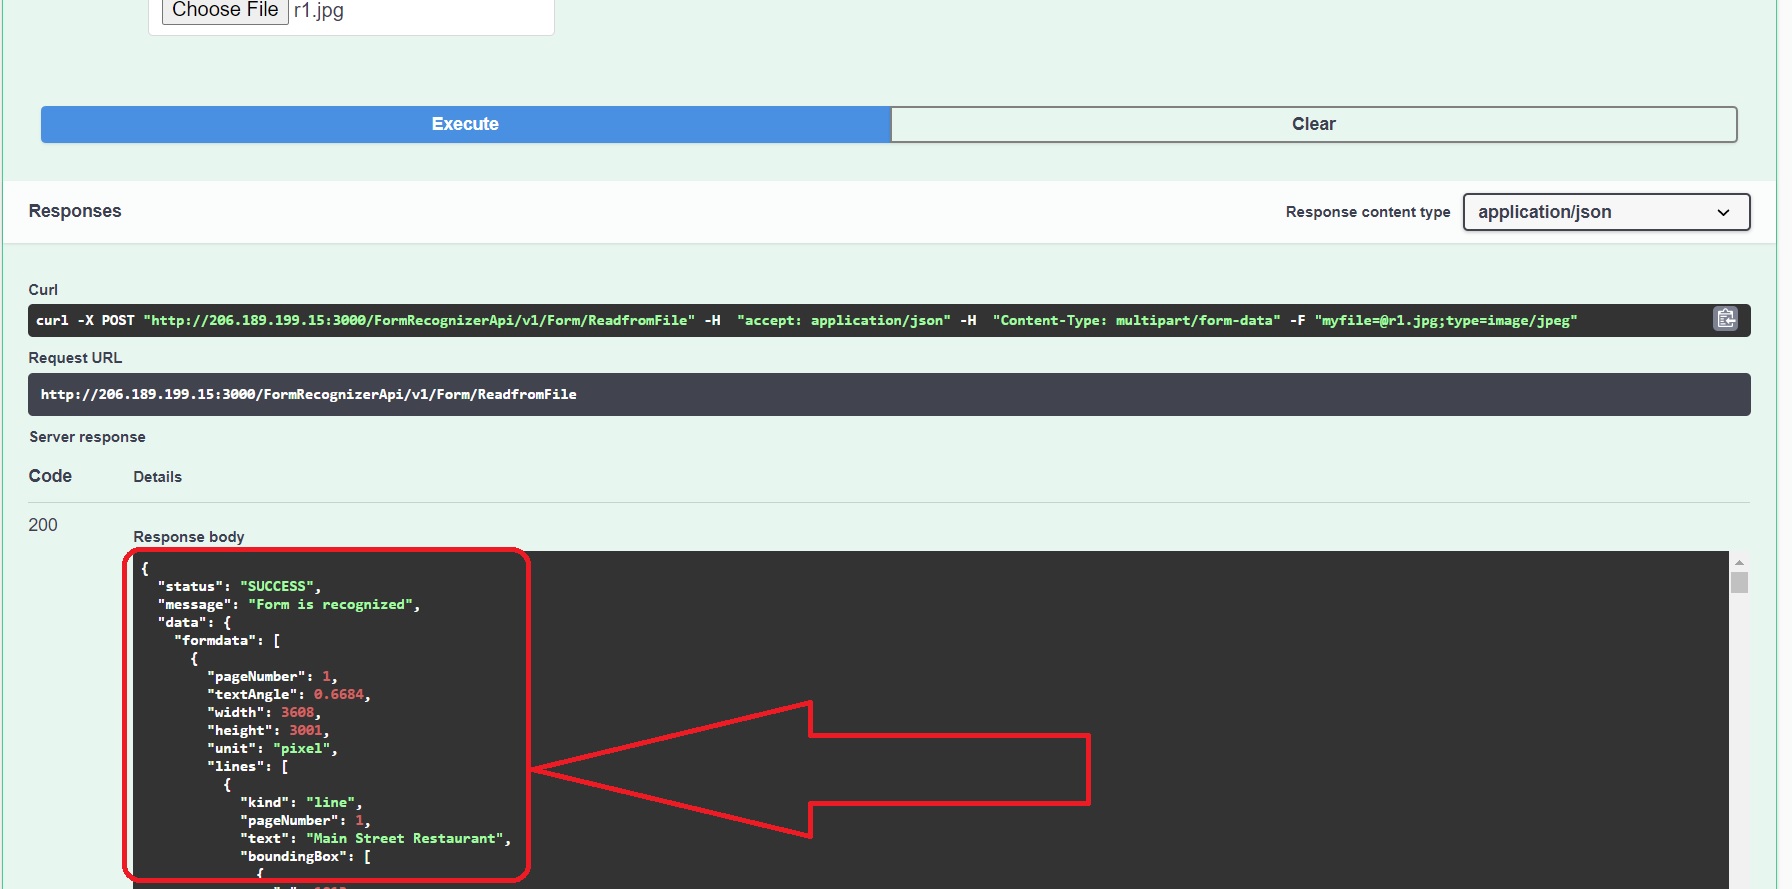 Choose File r1.jpg
Execute
Clear
Responses
Response content type
application/json
Curl
curl -X POST "http://206.189.199.15:3000/FormRecognizerApi/v1/Form/ReadfromFile" -H  "accept: application/json" -H  "Content-Type: multipart/form-data" -F "myfile=@r1.jpg;type=image/jpeg"
Request URL
http://206.189.199.15:3000/FormRecognizerApi/v1/Form/ReadfromFile
Server response
Code Details
200
Response body
{
  "status": "SUCCESS",
  "message": "Form is recognized",
  "data": {
    "formdata": [
      {
        "pageNumber": 1,
        "textAngle": 0.6684,
        "width": 3608,
        "height": 3001,
        "unit": "pixel",
        "lines": [
          {
            "kind": "line",
            "pageNumber": 1,
            "text": "Main Street Restaurant",
            "boundingBox": [
              {